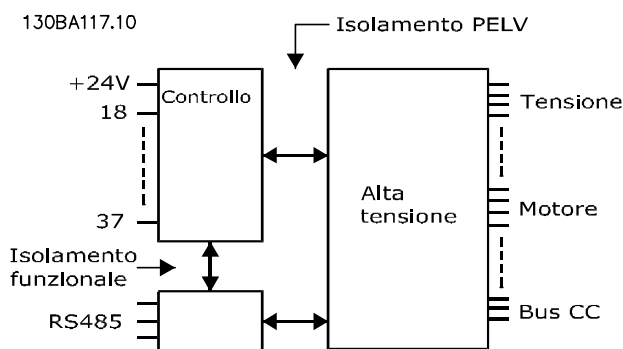 130BA117.10
Isolamento PELV
+24V
Controllo
18
Tensione
Alta
tensione
37
Motore
Isolamento
funzionale
RS485
Bus CC